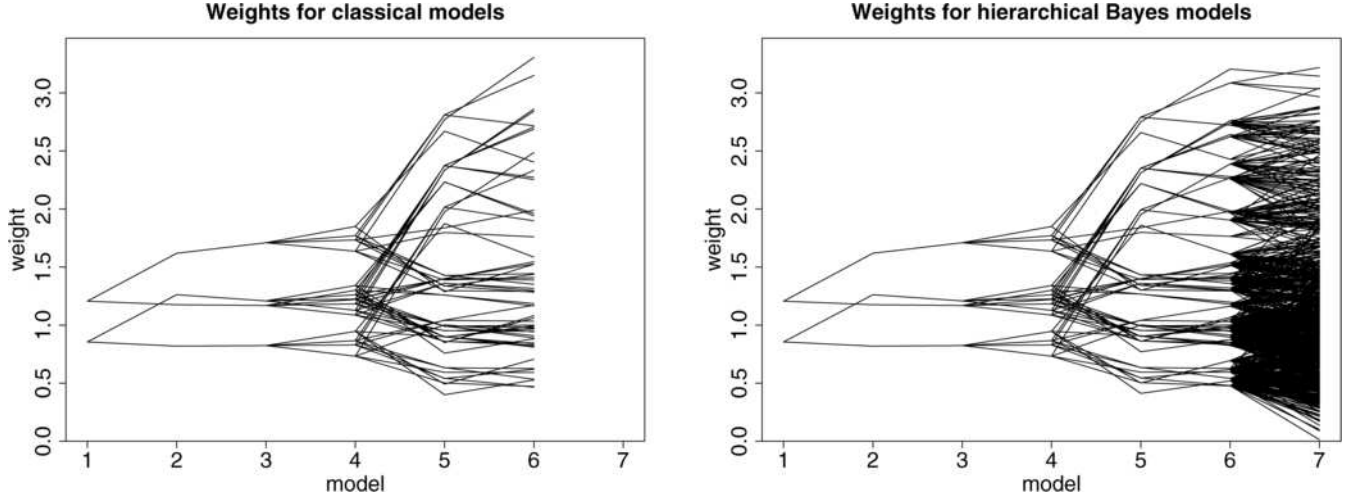 Weights for classical models
weight
0.0 0.5 1.0 1.5 2.0 2.5 3.0
1 2 3 4 5 6 7
model
Weights for hierarchical Bayes models
weight
0.0 0.5 1.0 1.5 2.0 2.5 3.0
1 2 3 4 5 6 7
model